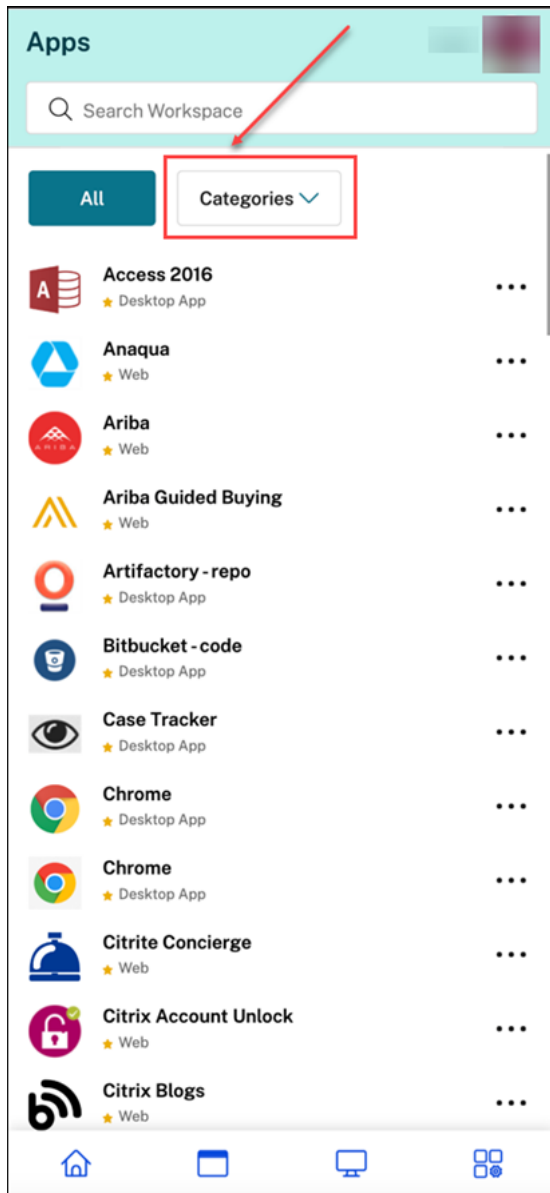 Apps
Search Workspace
All
Categories
Access 2016
Desktop App
Anaqua
Web
ARIBA
Ariba
Web
Ariba Guided Buying
Web
Artifactory - repo
Desktop App
Bitbucket - code
Desktop App
Case Tracker
Desktop App
Chrome
Desktop App
Chrome
Desktop App
Citrite Concierge
Web
Citrix Account Unlock
Web
Citrix Blogs
Web